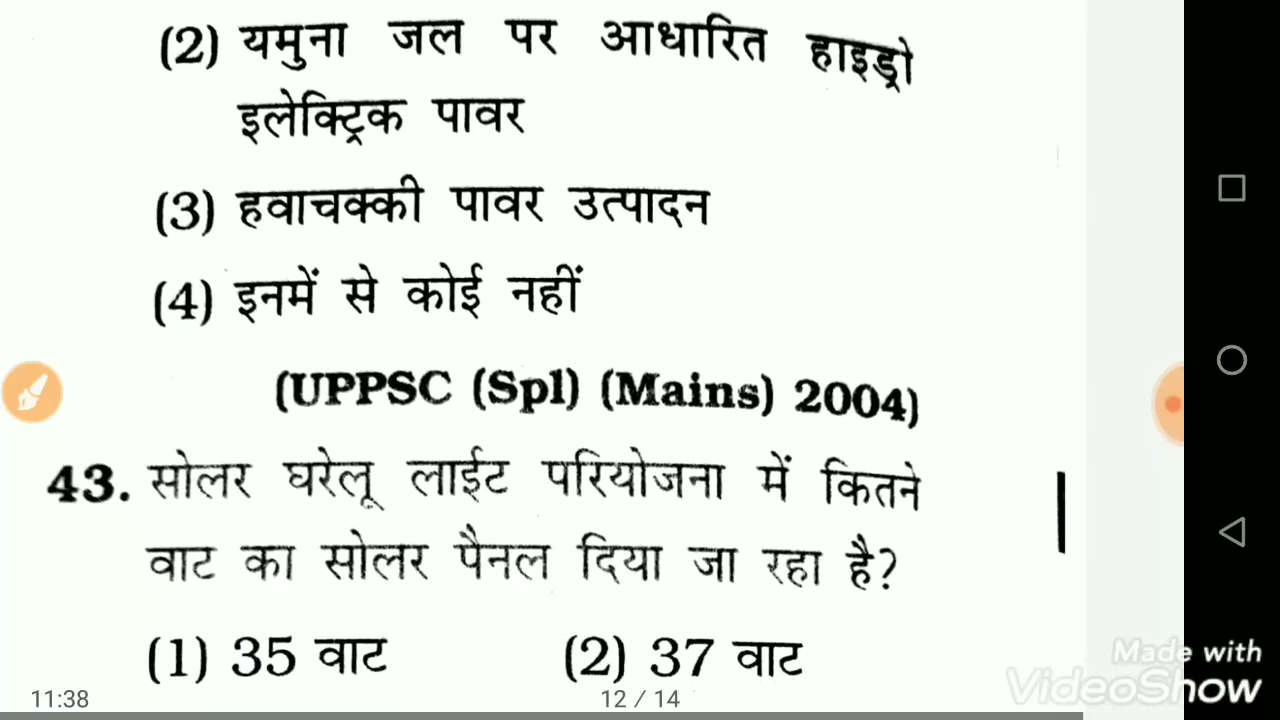 (2) यमुना जल पर आधारित हाइड्रो
इलेक्ट्रिक पावर
(3) हवाचक्की पावर उत्पादन
(4) इनमें से कोई नहीं
(UPPSC (Spl) (Mains) 2004)
43. सोलर घरेलू लाईट परियोजना में कितने
वाट का सोलर पैनल दिया जा रहा है?
(1) 35 वाट (2) 37 वाट
11:38 12 / 14
Made with
VideoShow